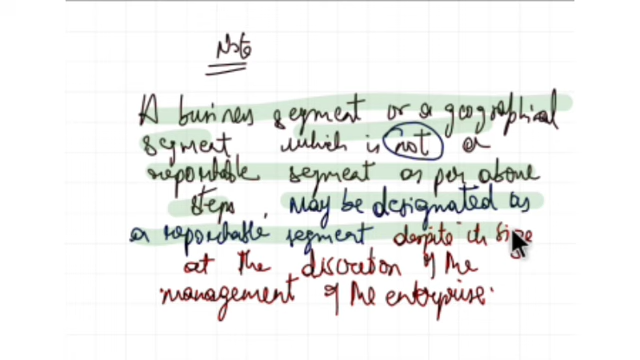 Note
A business segment or a geographical
segment which is not a
reportable segment as per above
steps, may be designated as
a reportable segment despite its size
at the discretion of the
management of the enterprise.